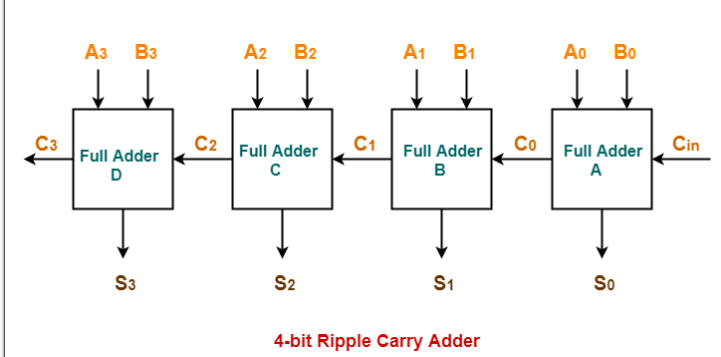 A3 B3 A2 B2 A1 B1 A0 B0
C3 Full Adder D C2 Full Adder C C1 Full Adder B C0 Full Adder A Cin
S3 S2 S1 S0
4-bit Ripple Carry Adder